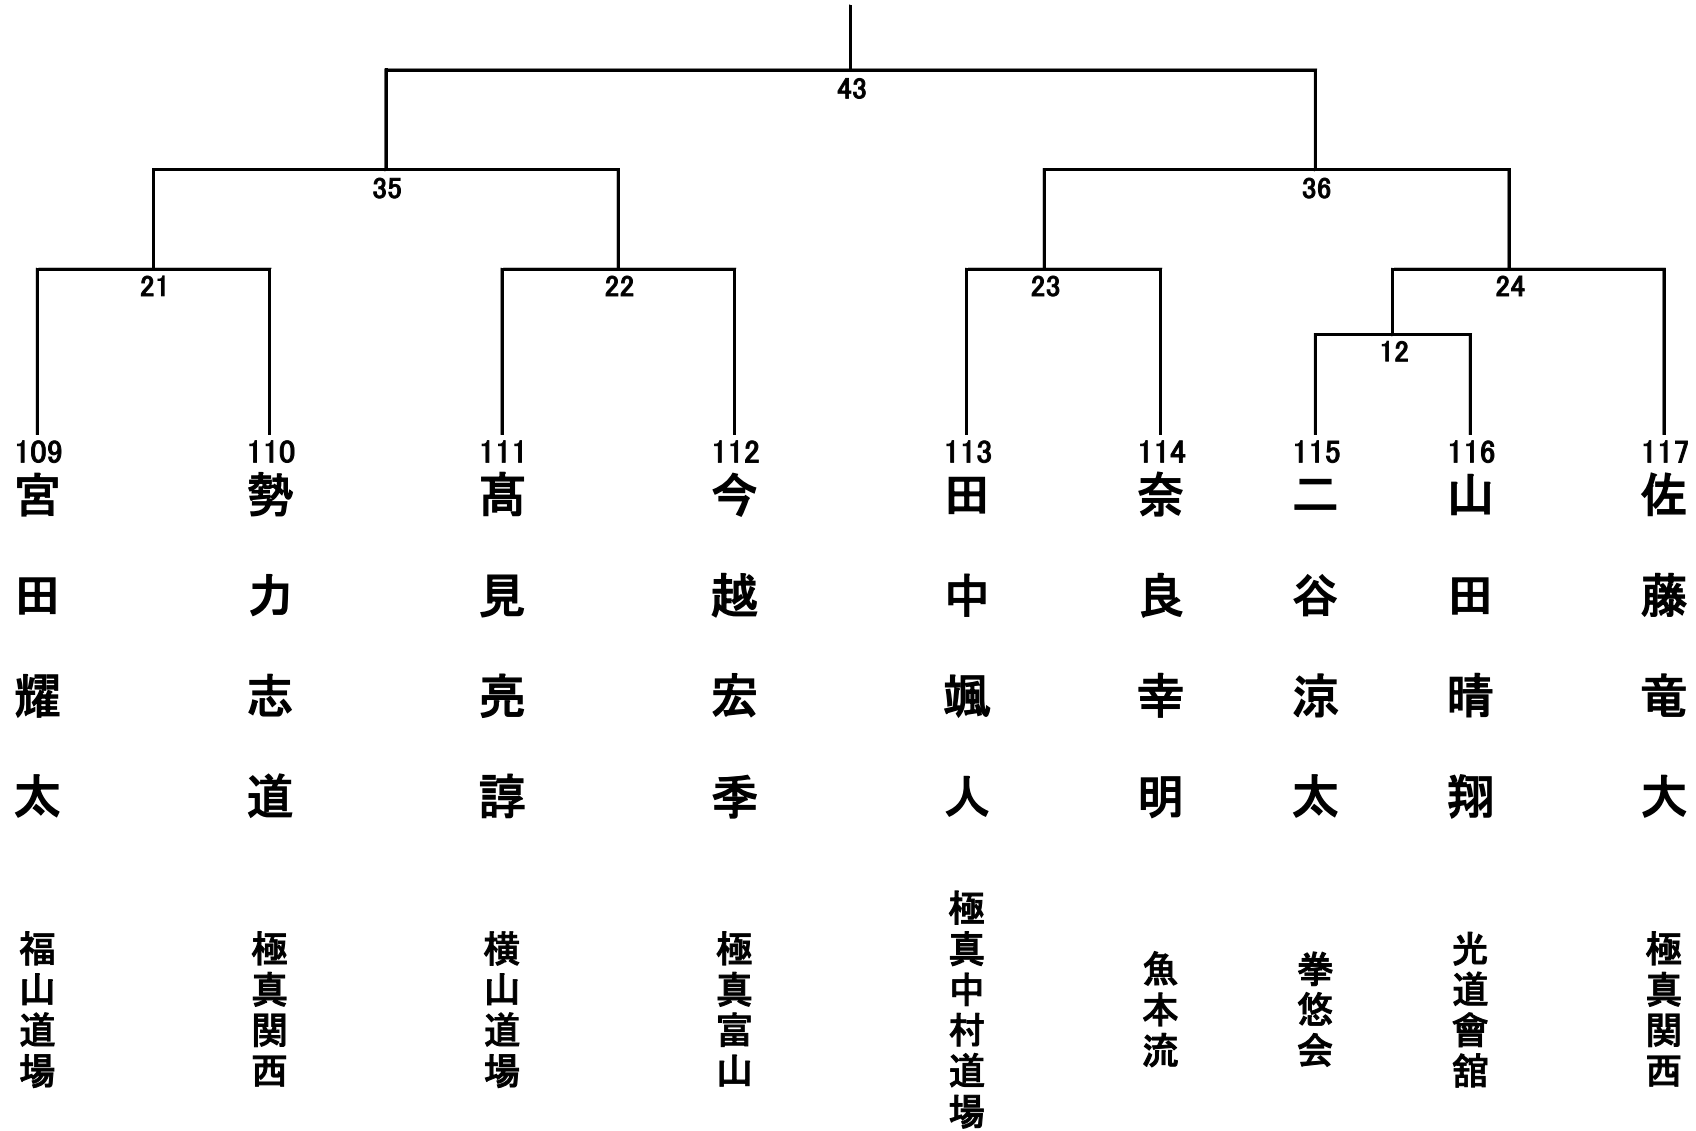 43
35
36
21
22
23
24
12
109
110
111
112
113
114
115
116
117
宮田耀太
勢力志道
髙見亮諄
今越宏季
田中颯人
奈良幸明
二谷涼太
山田晴翔
佐藤竜大
福山道場
極真関西
横山道場
極真富山
極真中村道場
魚本流
拳悠会
光道會舘
極真関西